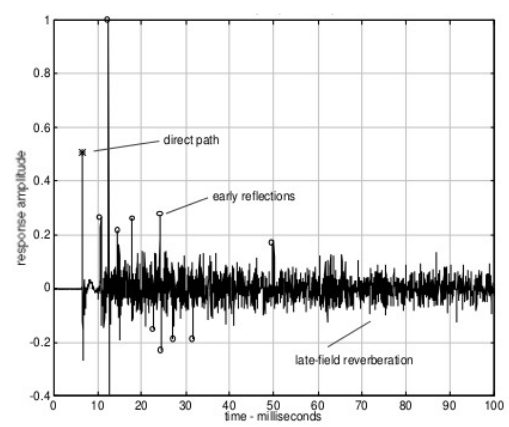 1
0.8
0.6
0.4
0.2
0
-0.2
-0.4
response amplitude
direct path
early reflections
late-field reverberation
0 10 20 30 40 50 60 70 80 90 100
time - milliseconds